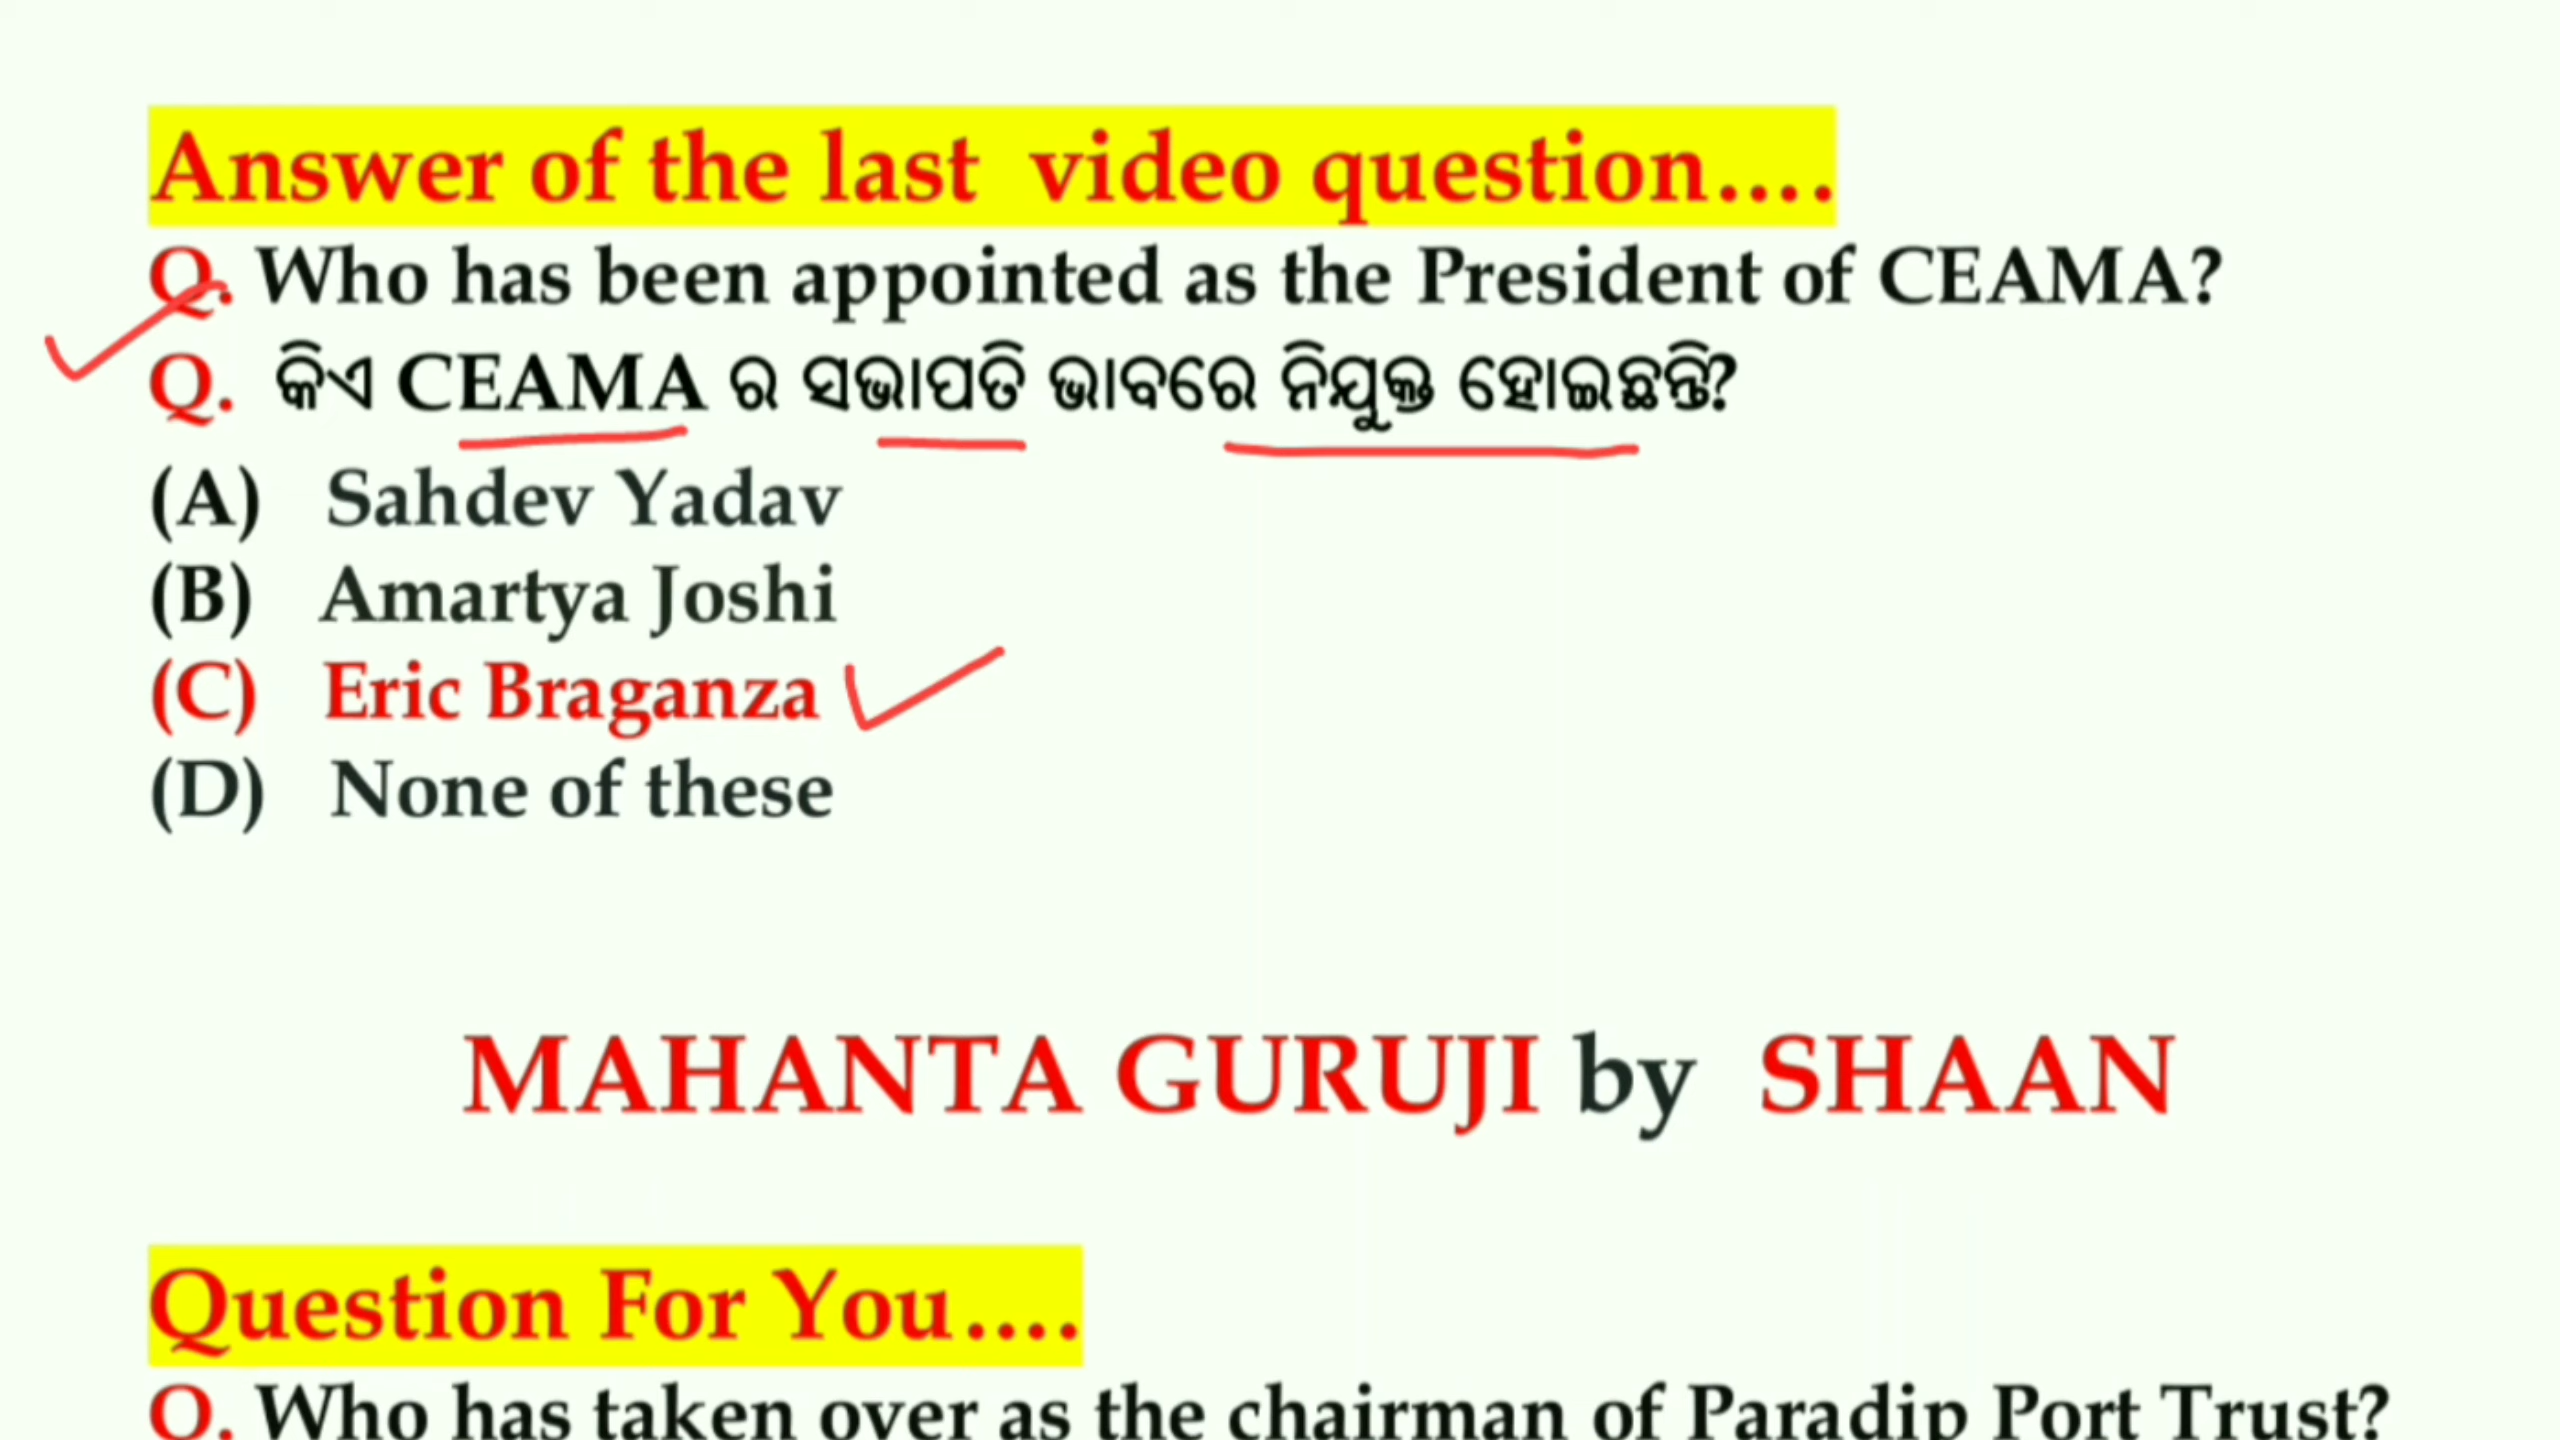 Answer of the last video question....
Q. Who has been appointed as the President of CEAMA?
Q. କିଏ CEAMA ର ସଭାପତି ଭାବରେ ନିଯୁକ୍ତ ହୋଇଛନ୍ତି?
(A) Sahdev Yadav
(B) Amartya Joshi
(C) Eric Braganza
(D) None of these
MAHANTA GURUJI by SHAAN
Question For You....
Q. Who has taken over as the chairman of Paradip Port Trust?